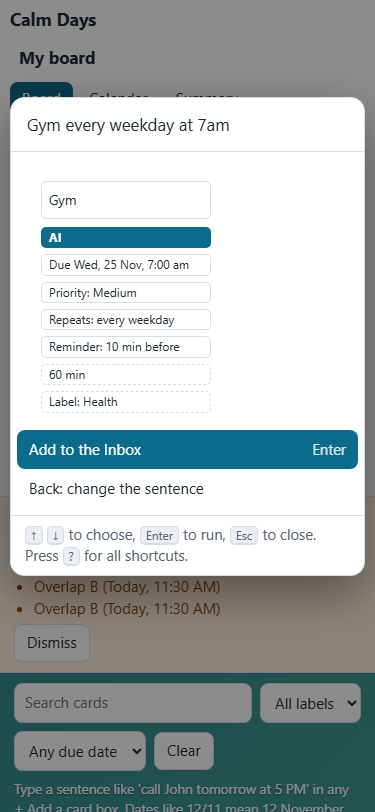 Calm Days
My board
Board Calendar Summary
Gym every weekday at 7am
Gym
AI
Due Wed, 25 Nov, 7:00 am
Priority: Medium
Repeats: every weekday
Reminder: 10 min before
60 min
Label: Health
Add to the Inbox Enter
Back: change the sentence
↑ ↓ to choose, Enter to run, Esc to close.
Press ? for all shortcuts.
Overlap B (Today, 11:30 AM)
Overlap B (Today, 11:30 AM)
Dismiss
Search cards All labels
Any due date Clear
Type a sentence like 'call John tomorrow at 5 PM' in any
+ Add a card box. Dates like 12/11 mean 12 November